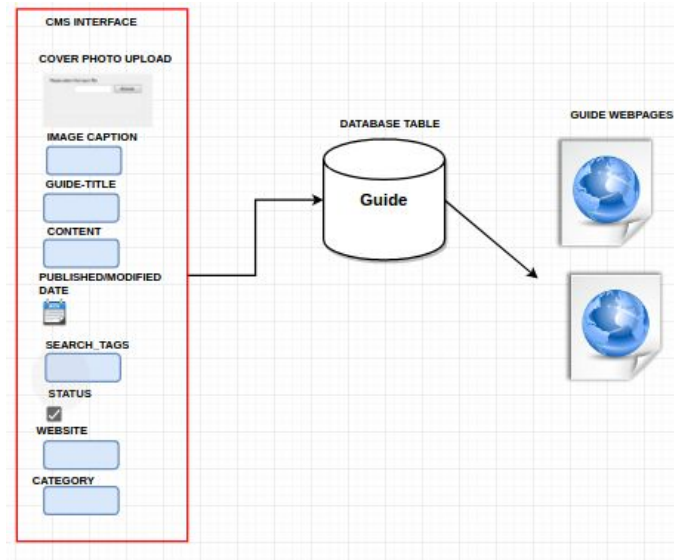 CMS INTERFACE
COVER PHOTO UPLOAD
IMAGE CAPTION
GUIDE-TITLE
CONTENT
PUBLISHED/MODIFIED
DATE
SEARCH_TAGS
STATUS
WEBSITE
CATEGORY
DATABASE TABLE
Guide
GUIDE WEBPAGES